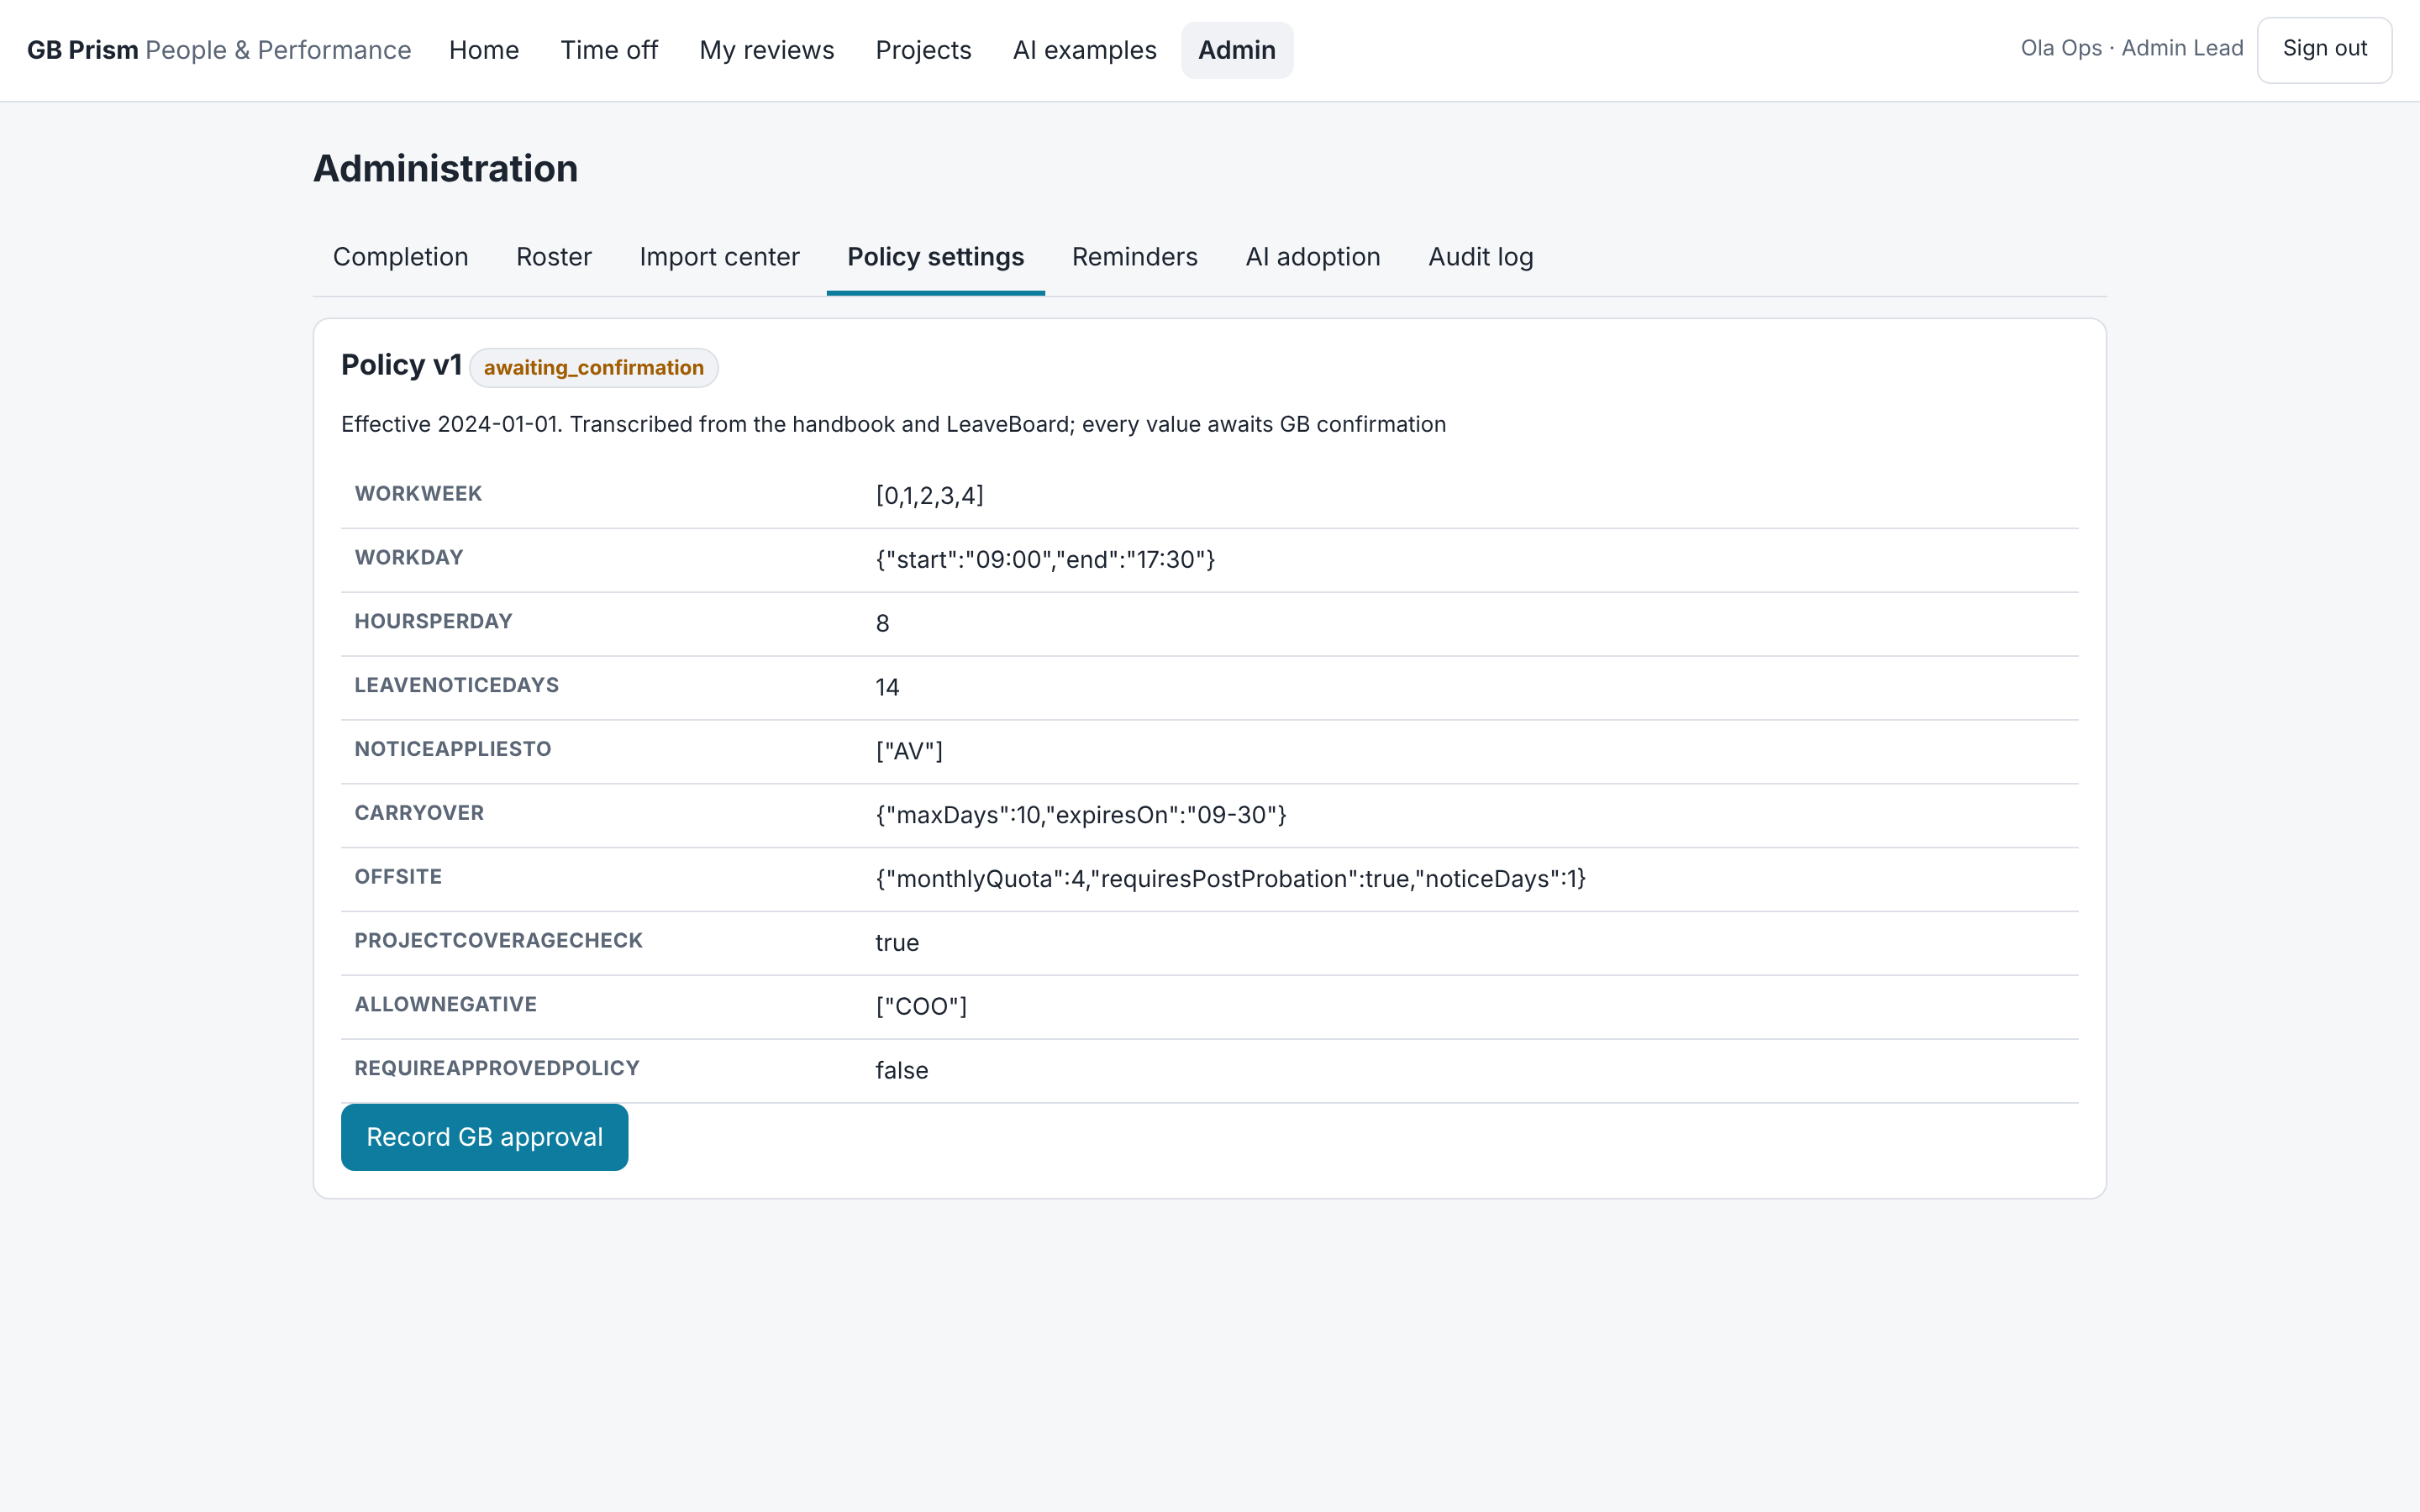 GB Prism People & Performance Home Time off My reviews Projects AI examples Admin Ola Ops · Admin Lead Sign out
Administration
Completion Roster Import center Policy settings Reminders AI adoption Audit log
Policy v1 awaiting_confirmation
Effective 2024-01-01. Transcribed from the handbook and LeaveBoard; every value awaits GB confirmation
WORKWEEK [0,1,2,3,4]
WORKDAY {"start":"09:00","end":"17:30"}
HOURSPERDAY 8
LEAVENOTICEDAYS 14
NOTICEAPPLIESTO ["AV"]
CARRYOVER {"maxDays":10,"expiresOn":"09-30"}
OFFSITE {"monthlyQuota":4,"requiresPostProbation":true,"noticeDays":1}
PROJECTCOVERAGECHECK true
ALLOWNEGATIVE ["COO"]
REQUIREAPPROVEDPOLICY false
Record GB approval